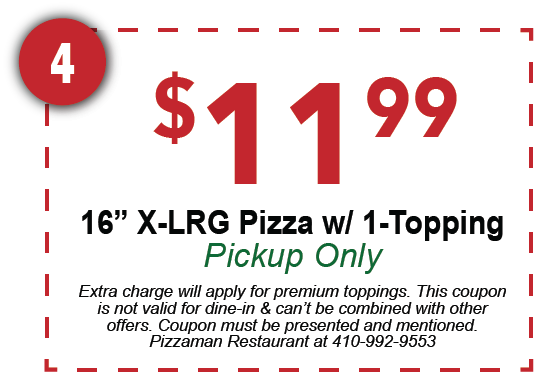 4
$11.99
16” X-LRG Pizza w/ 1-Topping
Pickup Only
Extra charge will apply for premium toppings. This coupon
is not valid for dine-in & can’t be combined with other
offers. Coupon must be presented and mentioned.
Pizzaman Restaurant at 410-992-9553